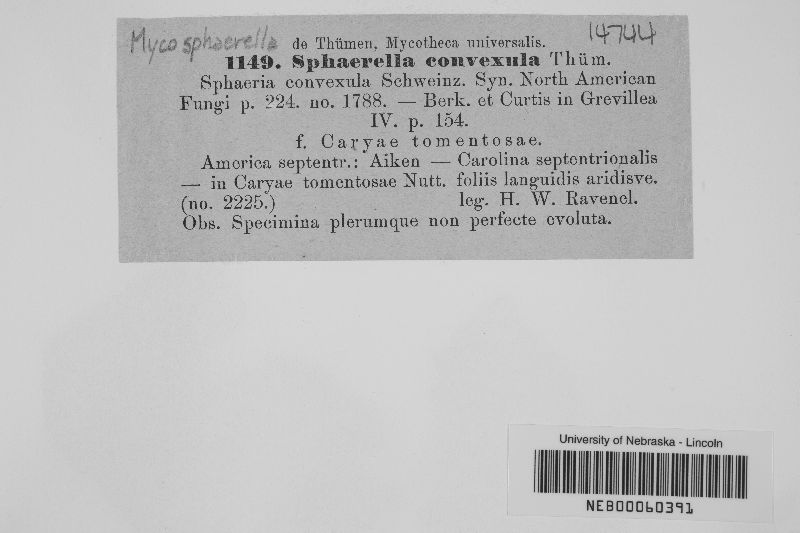 Mycosphaerella
14744
de Thümen, Mycotheca universalis.
1149. Sphaerella convexula Thüm.
Sphaeria convexula Schweinz. Syn. North American
Fungi p. 224. no. 1788. — Berk. et Curtis in Grevillea
IV. p. 154.
f. Caryae tomentosae.
America septentr.: Aiken — Carolina septentrionalis
— in Caryae tomentosae Nutt. foliis languidis aridisve.
(no. 2225.) leg. H. W. Ravenel.
Obs. Specimina plerumque non perfecte evoluta.
University of Nebraska - Lincoln
NEB00060391